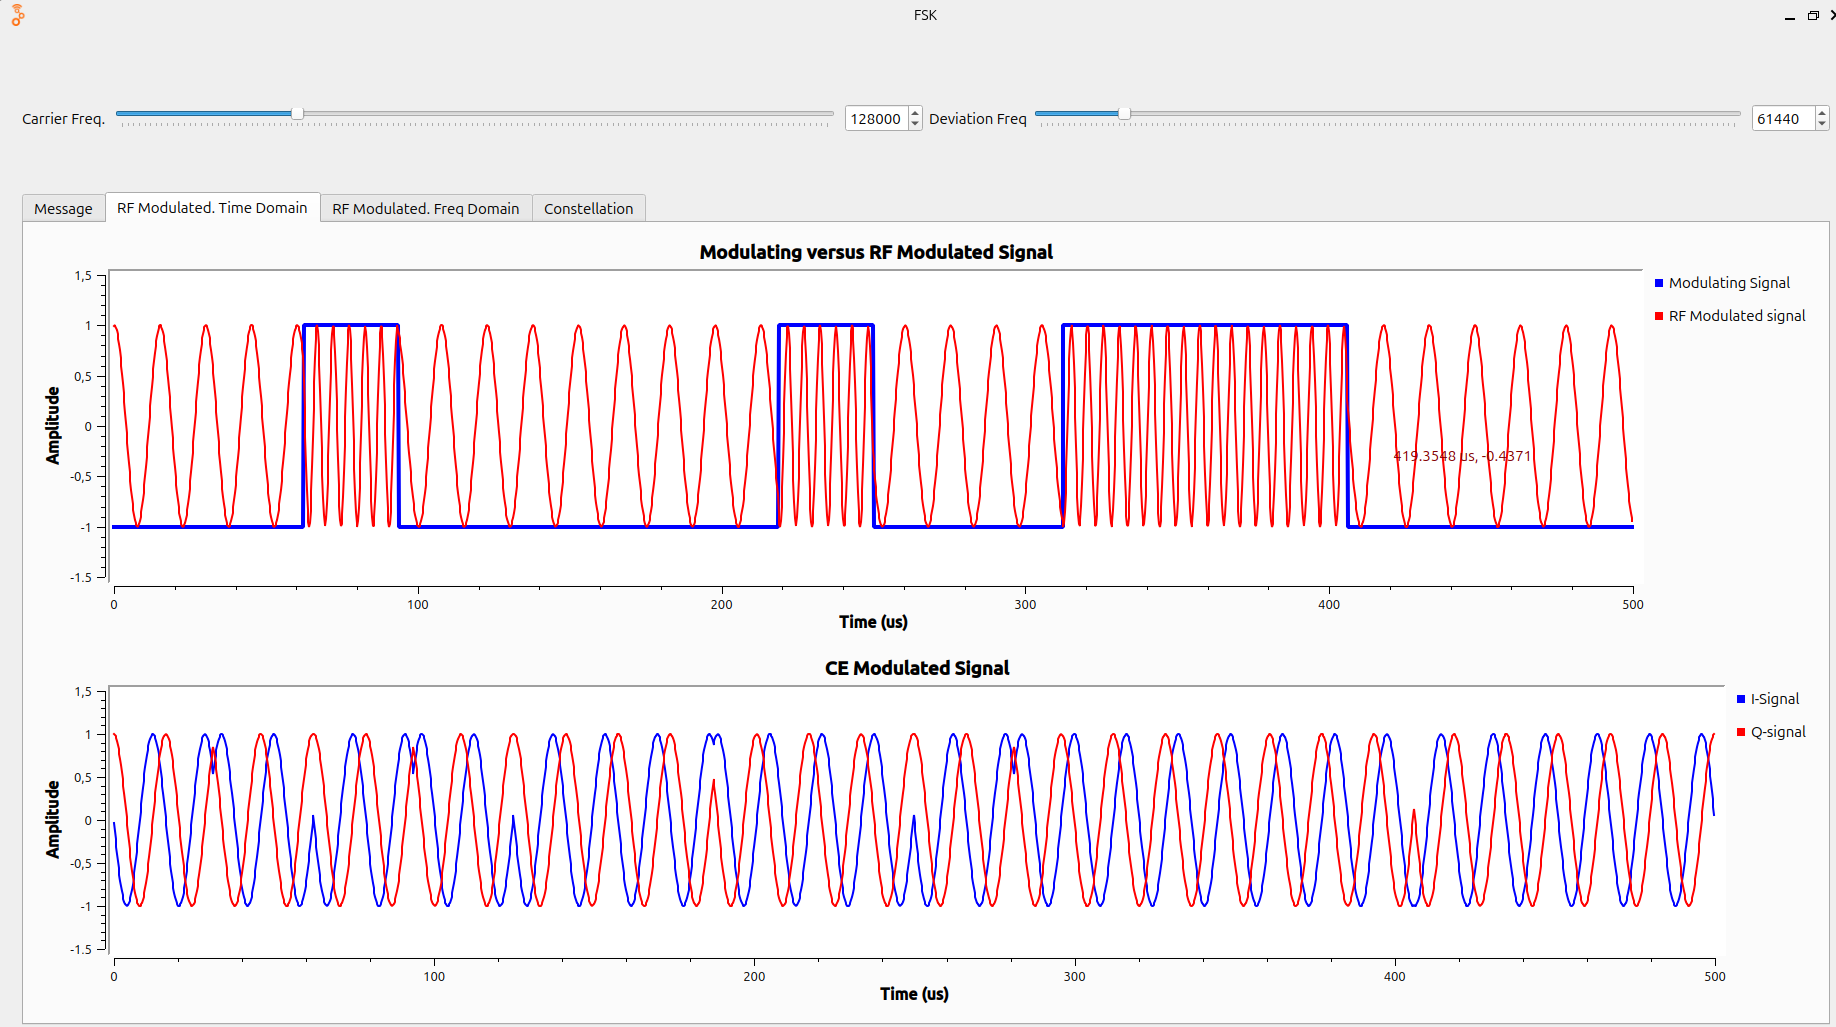 FSK
Carrier Freq. 128000 Deviation Freq 61440
Message RF Modulated. Time Domain RF Modulated. Freq Domain Constellation
Modulating versus RF Modulated Signal
1,5
1
0,5
0
-0,5
-1
-1.5
Amplitude
Modulating Signal
RF Modulated signal
419.3548 us, -0.4371
0 100 200 300 400 500
Time (us)
CE Modulated Signal
1,5
1
0,5
0
-0,5
-1
-1.5
Amplitude
I-Signal
Q-signal
0 100 200 300 400 500
Time (us)